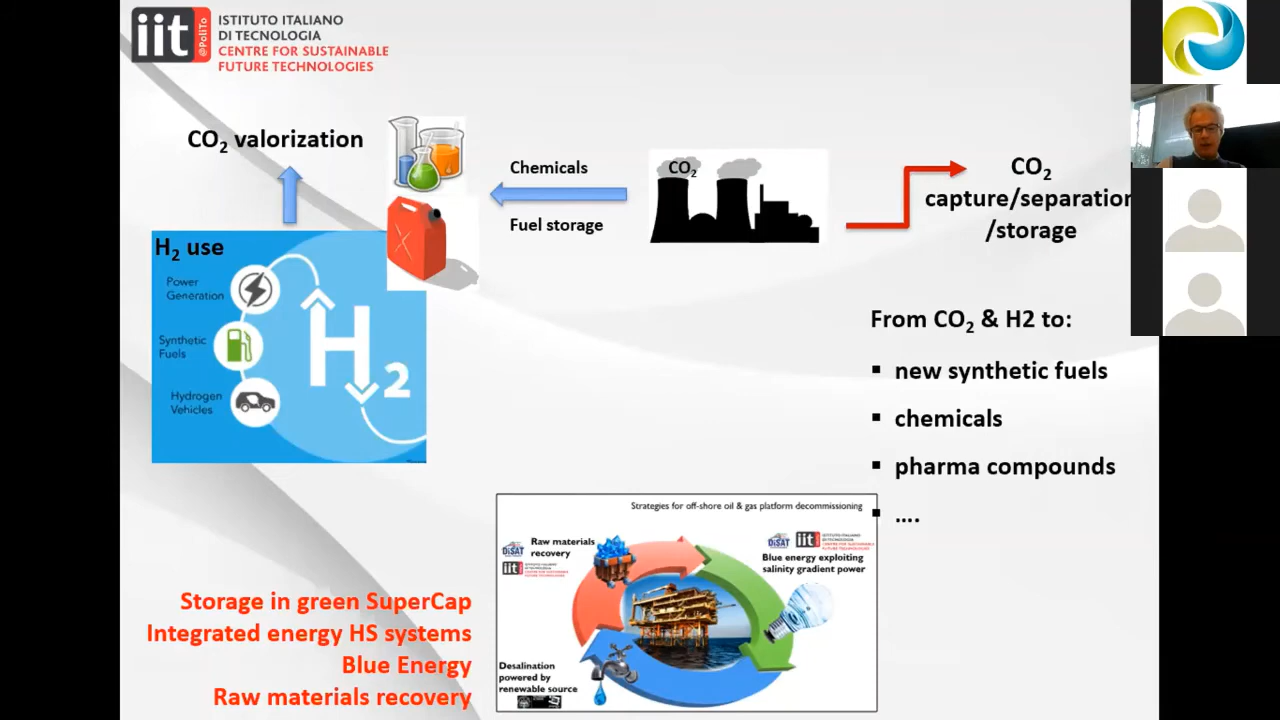 iit
@PoliTo
ISTITUTO ITALIANO
DI TECNOLOGIA
CENTRE FOR SUSTAINABLE
FUTURE TECHNOLOGIES
CO2 valorization
Chemicals
Fuel storage
CO2
CO2
capture/separation
/storage
H2 use
Power
Generation
Synthetic
Fuels
Hydrogen
Vehicles
H2
From CO2 & H2 to:
▪ new synthetic fuels
▪ chemicals
▪ pharma compounds
▪ ....
Storage in green SuperCap
Integrated energy HS systems
Blue Energy
Raw materials recovery
Strategies for off-shore oil & gas platform decommissioning
Raw materials
recovery
DISAT
iit
DISAT
iit
Blue energy exploiting
salinity gradient power
Desalination
powered by
renewable source